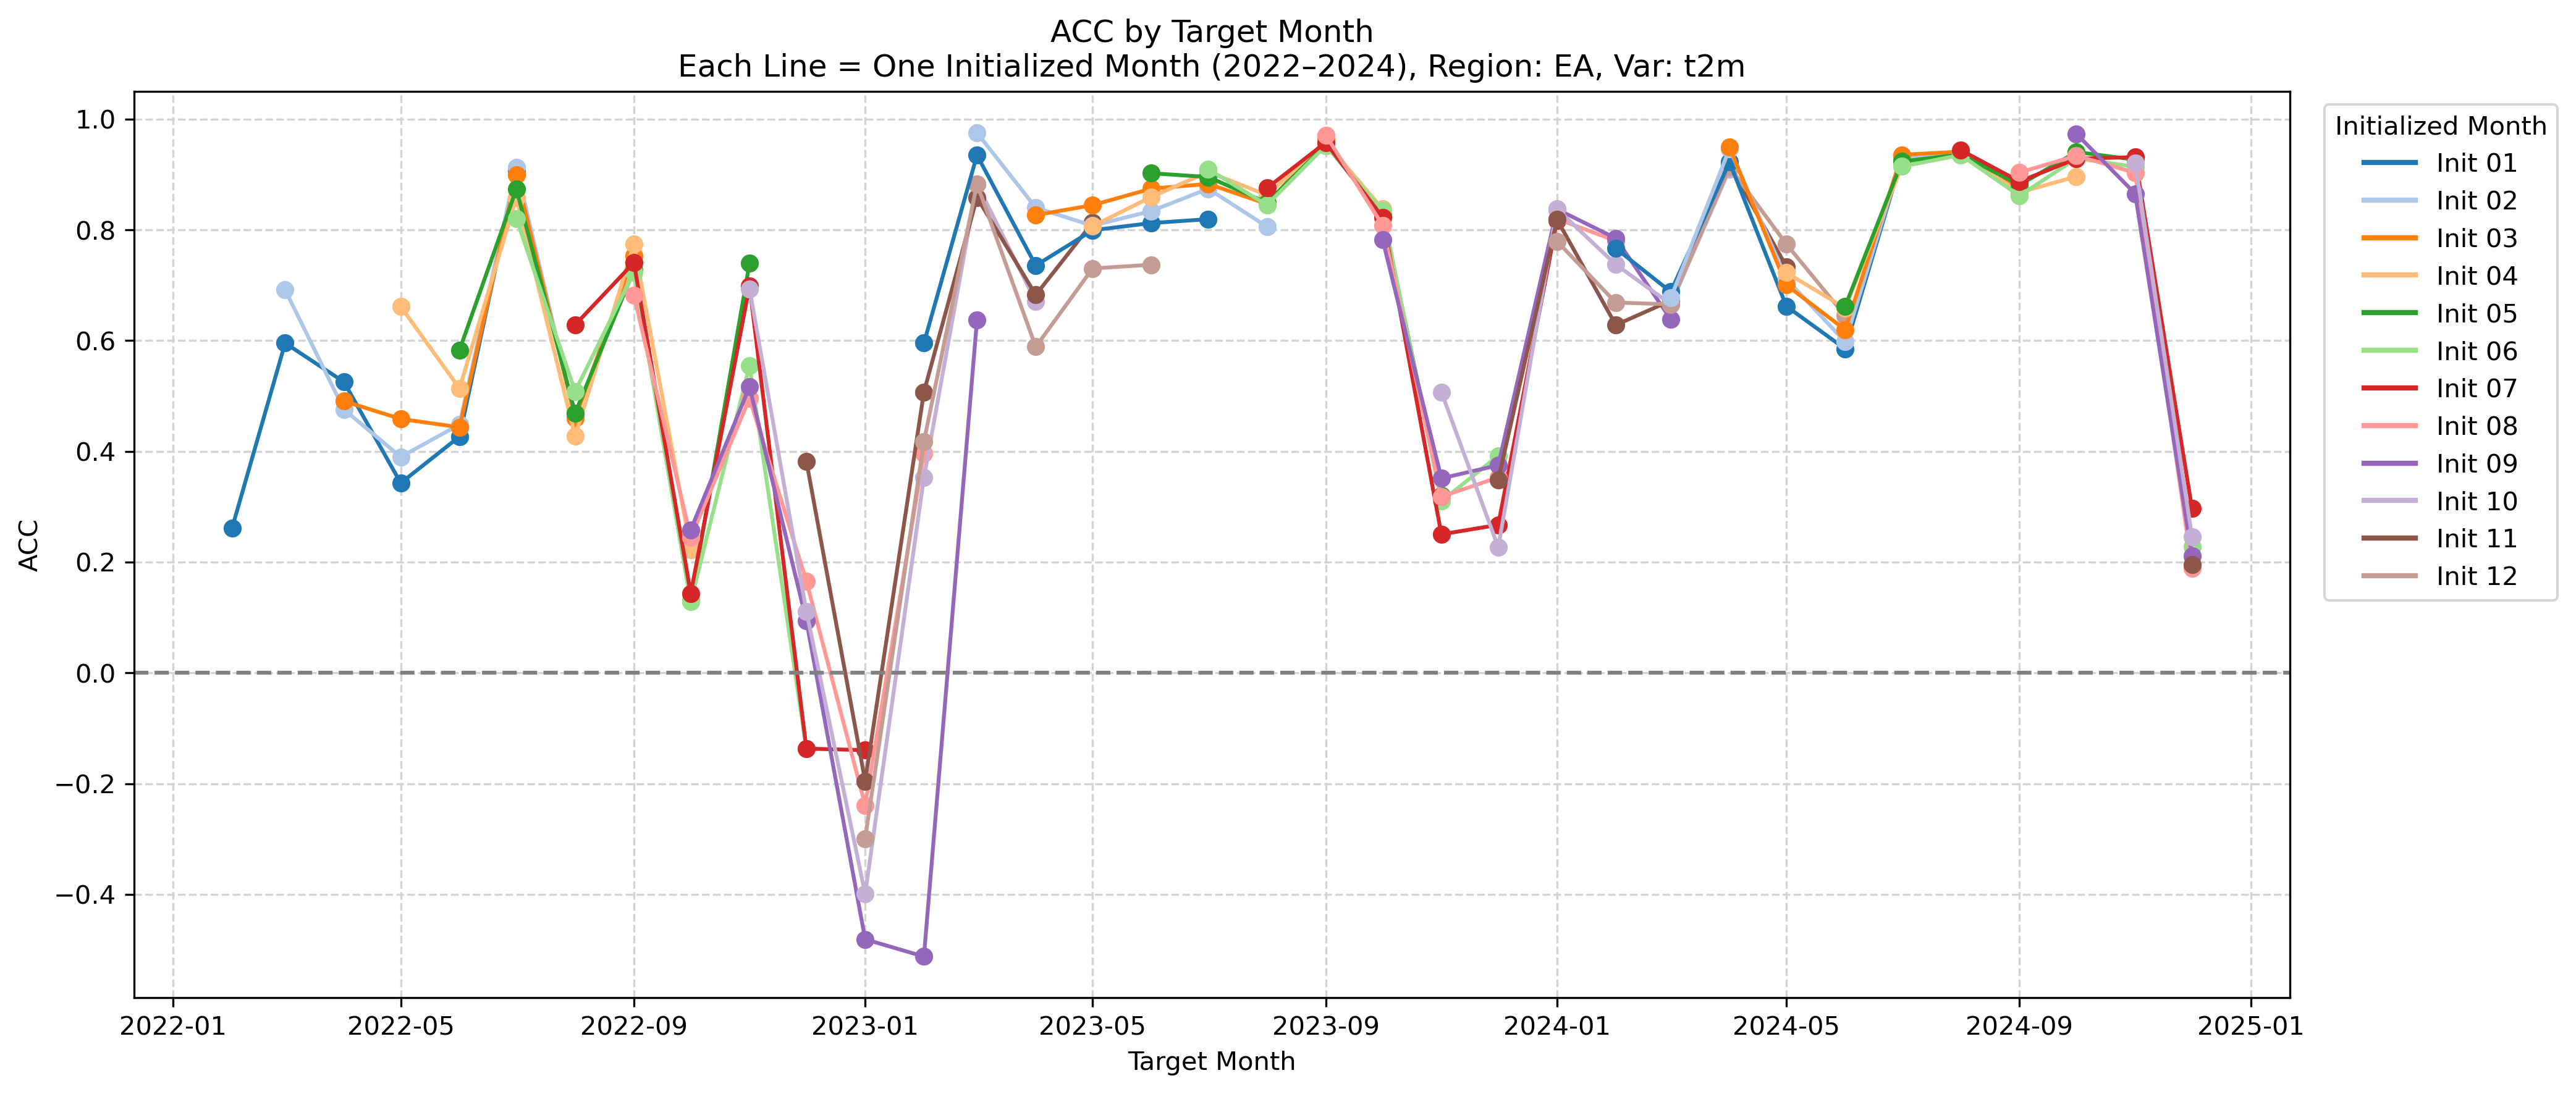 ACC by Target Month
Each Line = One Initialized Month (2022–2024), Region: EA, Var: t2m
ACC
1.0
0.8
0.6
0.4
0.2
0.0
−0.2
−0.4
2022-01
2022-05
2022-09
2023-01
2023-05
2023-09
2024-01
2024-05
2024-09
2025-01
Target Month
Initialized Month
Init 01
Init 02
Init 03
Init 04
Init 05
Init 06
Init 07
Init 08
Init 09
Init 10
Init 11
Init 12